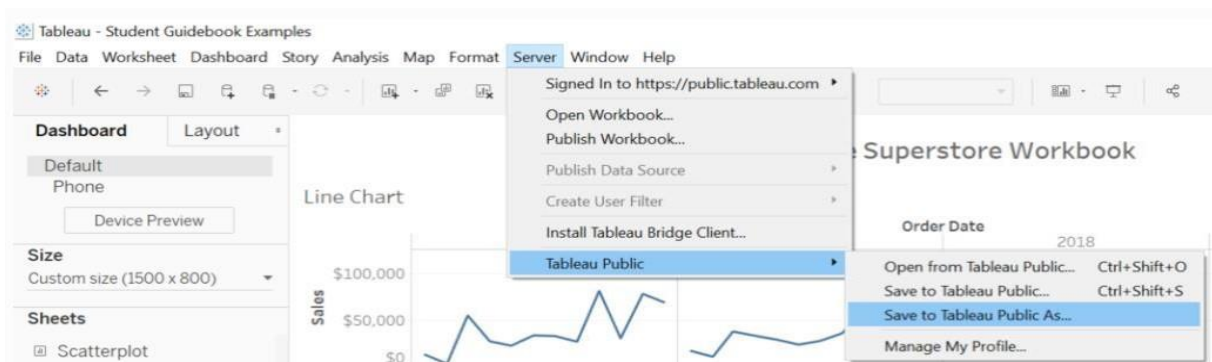 Tableau - Student Guidebook Examples
File Data Worksheet Dashboard Story Analysis Map Format Server Window Help
Signed In to https://public.tableau.com
Open Workbook...
Publish Workbook...
Publish Data Source
Create User Filter
Install Tableau Bridge Client...
Tableau Public
Open from Tableau Public... Ctrl+Shift+O
Save to Tableau Public... Ctrl+Shift+S
Save to Tableau Public As...
Manage My Profile...
Dashboard Layout
Default
Phone
Device Preview
Size
Custom size (1500 x 800)
Sheets
Scatterplot
Superstore Workbook
Line Chart
Order Date
2018
Sales
$100,000
$50,000
$0